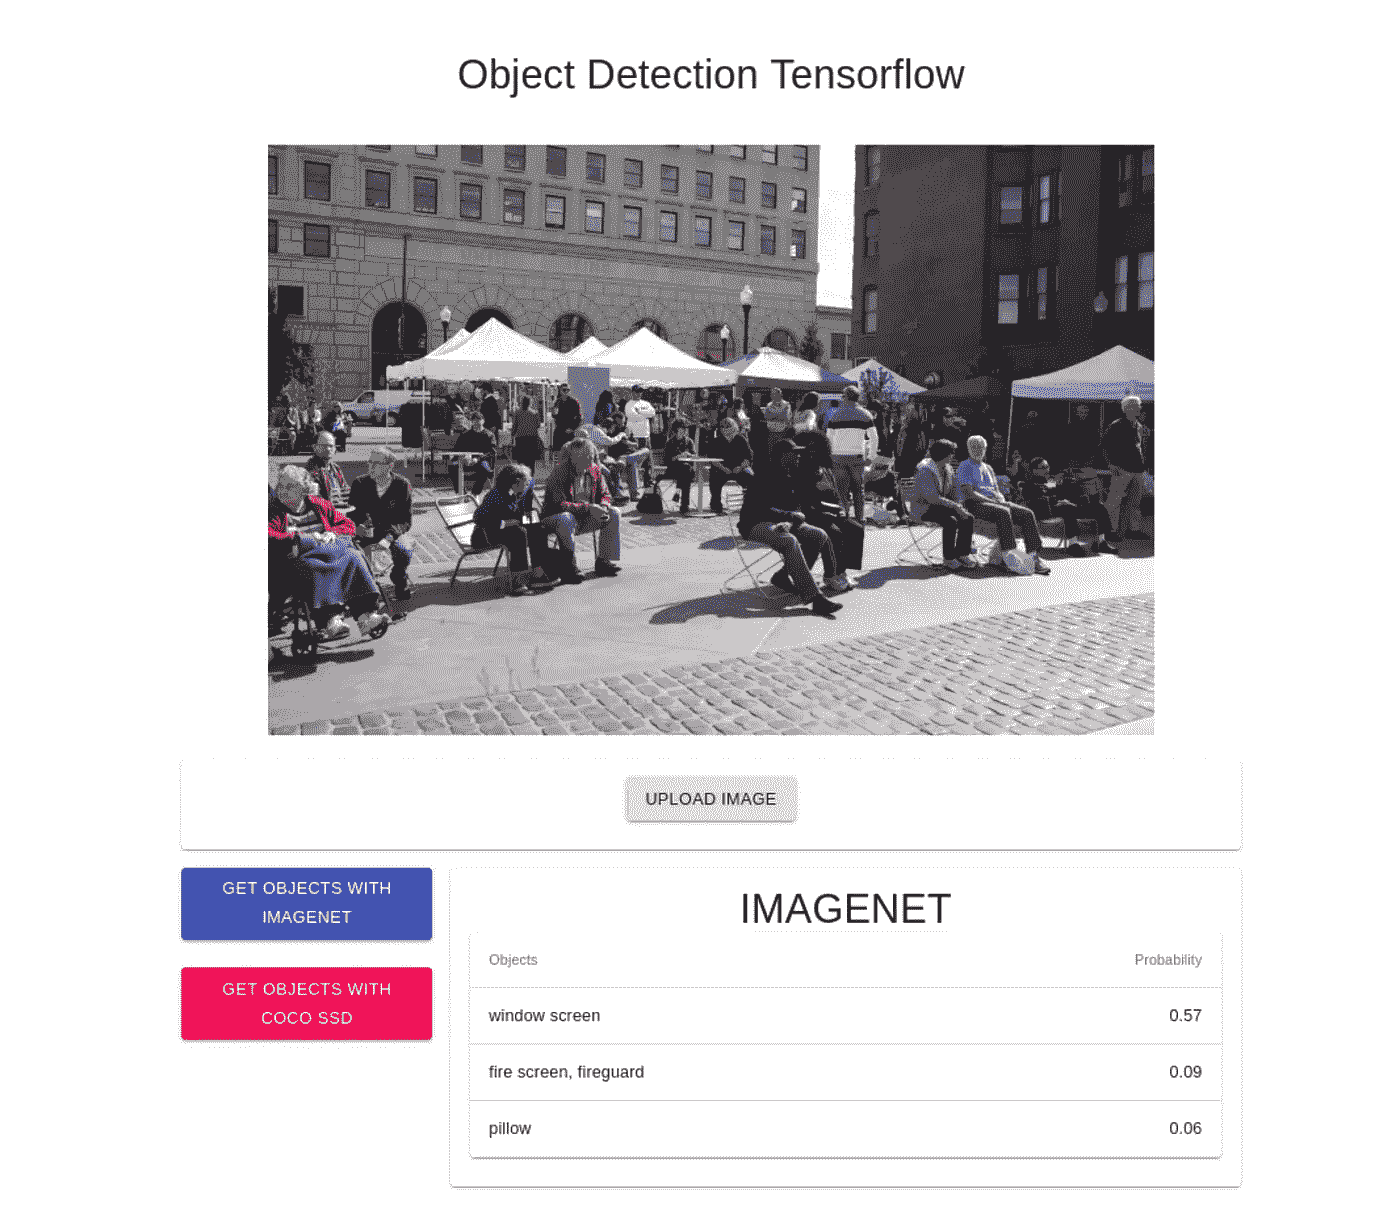 Object Detection Tensorflow
UPLOAD IMAGE
GET OBJECTS WITH
IMAGENET
GET OBJECTS WITH
COCO SSD
IMAGENET
Objects Probability
window screen 0.57
fire screen, fireguard 0.09
pillow 0.06